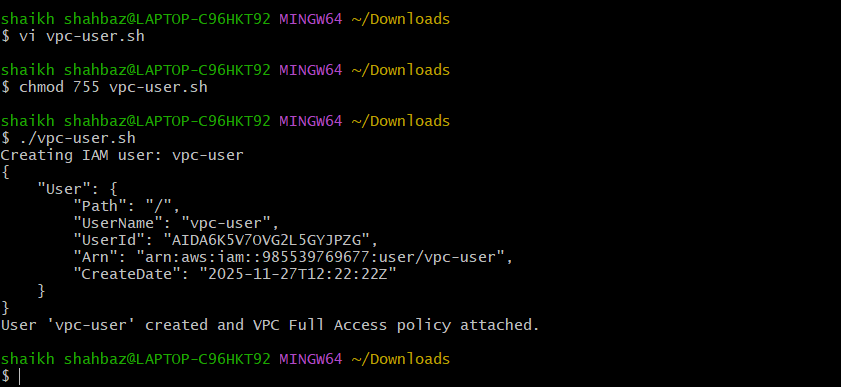 shaikh shahbaz@LAPTOP-C96HKT92 MINGW64 ~/Downloads
$ vi vpc-user.sh
shaikh shahbaz@LAPTOP-C96HKT92 MINGW64 ~/Downloads
$ chmod 755 vpc-user.sh
shaikh shahbaz@LAPTOP-C96HKT92 MINGW64 ~/Downloads
$ ./vpc-user.sh
Creating IAM user: vpc-user
{
    "User": {
        "Path": "/",
        "UserName": "vpc-user",
        "UserId": "AIDA6K5V7OVG2L5GYJPZG",
        "Arn": "arn:aws:iam::985539769677:user/vpc-user",
        "CreateDate": "2025-11-27T12:22:22Z"
    }
}
User 'vpc-user' created and VPC Full Access policy attached.
shaikh shahbaz@LAPTOP-C96HKT92 MINGW64 ~/Downloads
$